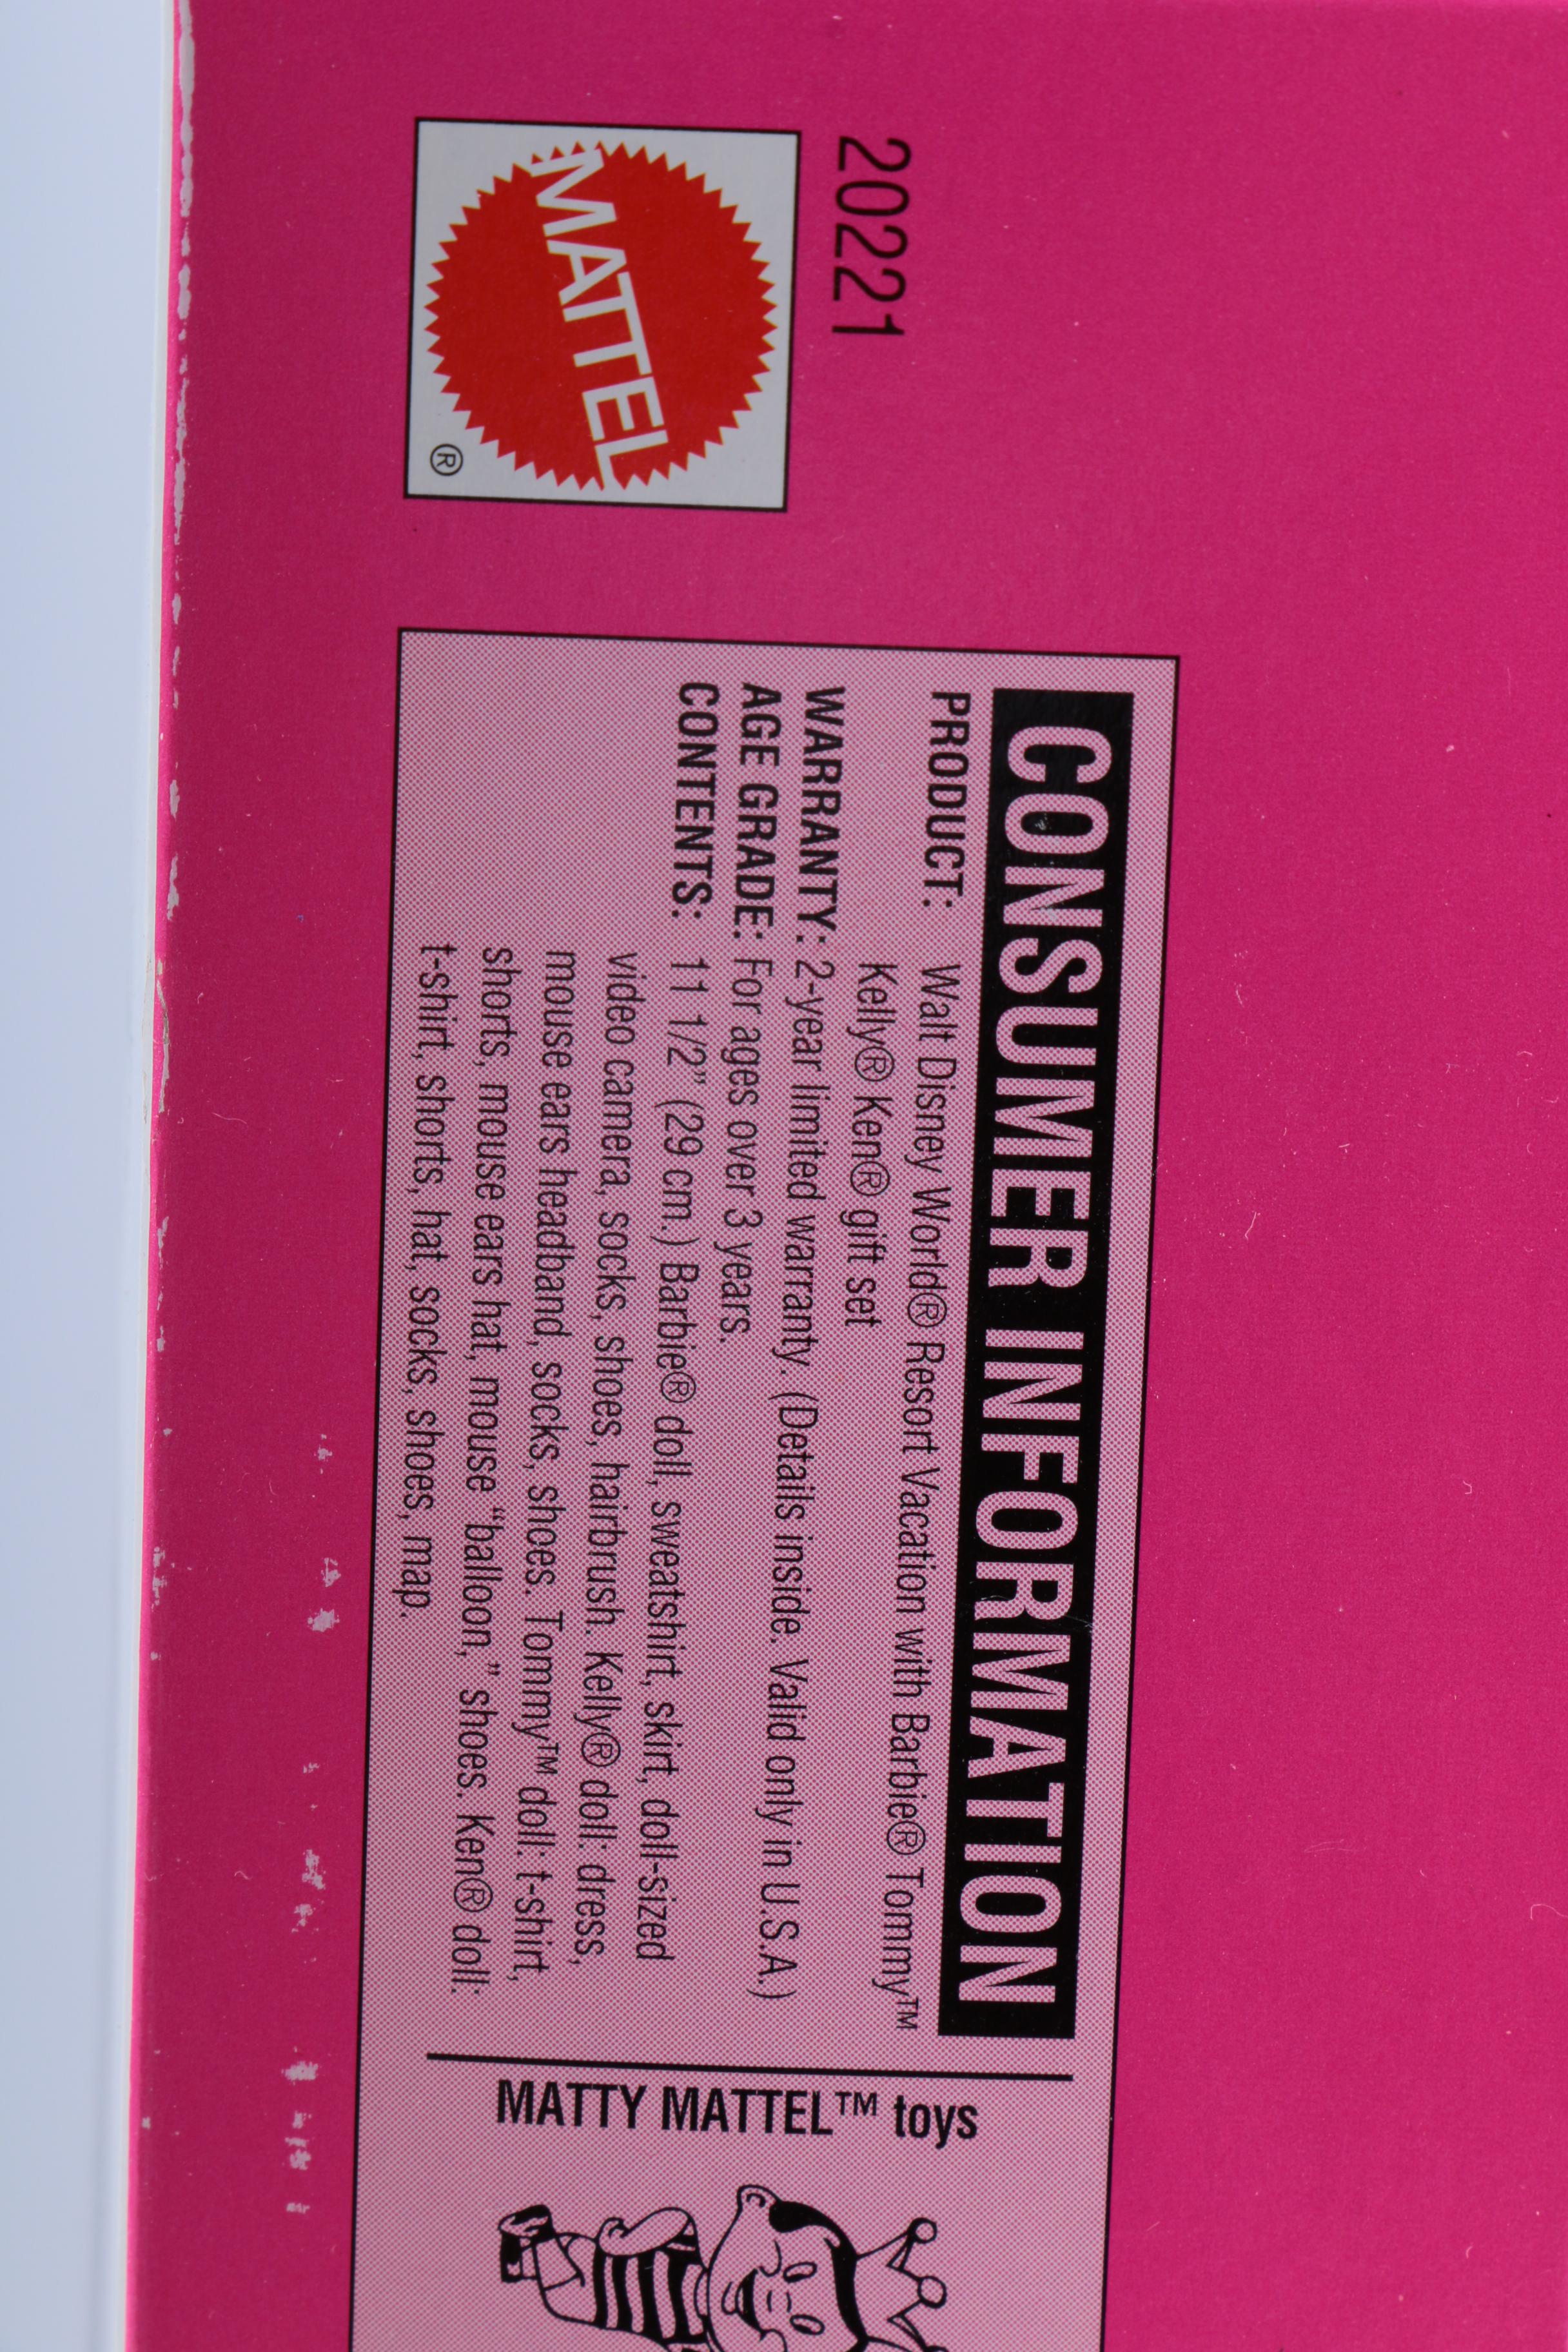 20221
MATTEL
®
CONSUMER INFORMATION
PRODUCT: Walt Disney World® Resort Vacation with Barbie® Tommy™
Kelly® Ken® gift set
WARRANTY: 2-year limited warranty. (Details inside. Valid only in U.S.A.)
AGE GRADE: For ages over 3 years.
CONTENTS: 11 1/2” (29 cm.) Barbie® doll, sweatshirt, skirt, doll-sized
video camera, socks, shoes, hairbrush. Kelly® doll: dress,
mouse ears headband, socks, shoes. Tommy™ doll: t-shirt,
shorts, mouse ears hat, mouse “balloon,” shoes. Ken® doll:
t-shirt, shorts, hat, socks, shoes, map.
MATTY MATTEL™ toys